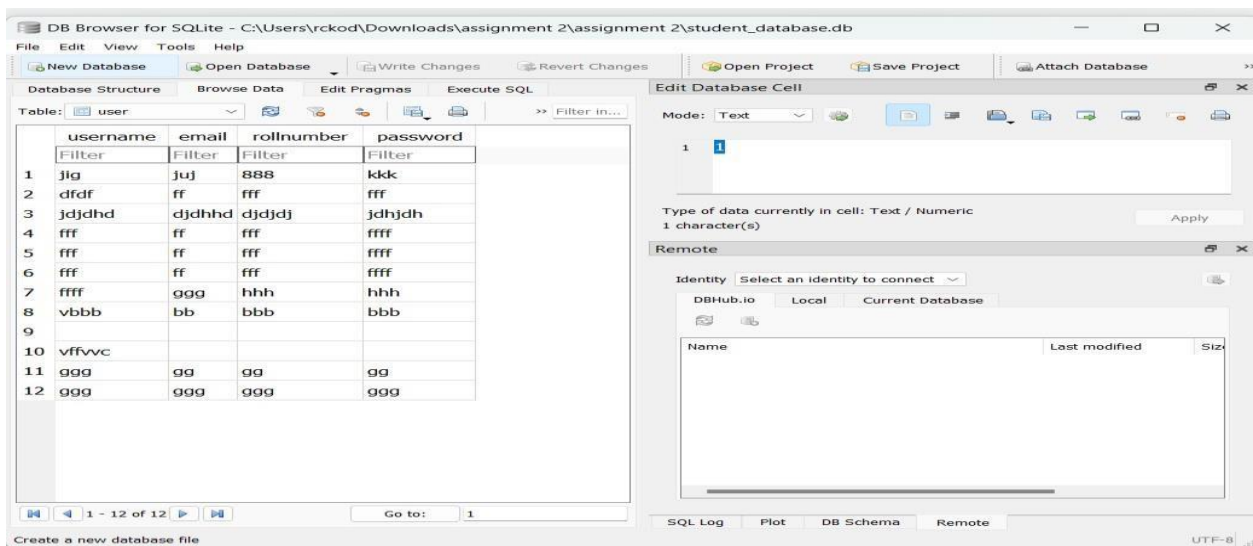 DB Browser for SQLite - C:\Users\rckod\Downloads\assignment 2\assignment 2\student_database.db
File Edit View Tools Help
New Database Open Database Write Changes Revert Changes Open Project Save Project Attach Database
Database Structure Browse Data Edit Pragmas Execute SQL
Table: user Filter in...
username email rollnumber password
Filter Filter Filter Filter
1 jig juj 888 kkk
2 dfdf ff fff fff
3 jdjdhd djdhhd djdjdj jdhjdh
4 fff ff fff ffff
5 fff ff fff ffff
6 fff ff fff ffff
7 ffff ggg hhh hhh
8 vbbb bb bbb bbb
9
10 vffvvc
11 ggg gg gg gg
12 ggg ggg ggg ggg
1 - 12 of 12 Go to: 1
Create a new database file
Edit Database Cell
Mode: Text
1 1
Type of data currently in cell: Text / Numeric
1 character(s)
Apply
Remote
Identity Select an identity to connect
DBHub.io Local Current Database
Name Last modified Size
SQL Log Plot DB Schema Remote
UTF-8